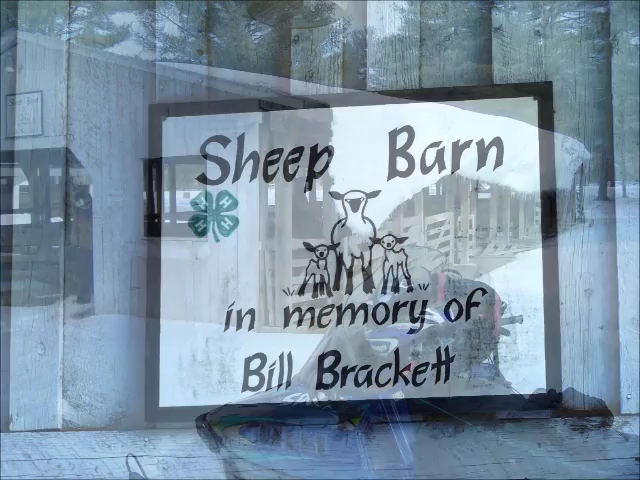 Sheep Barn
H H
H H
in memory of
Bill Brackett